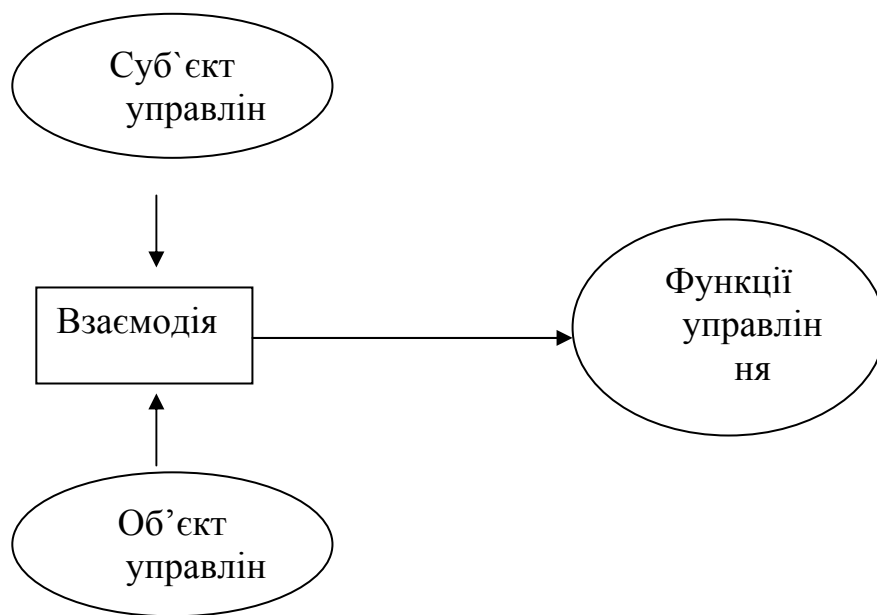 Суб`єкт
управлін
Взаємодія
Функції
управлін
ня
Об’єкт
управлін